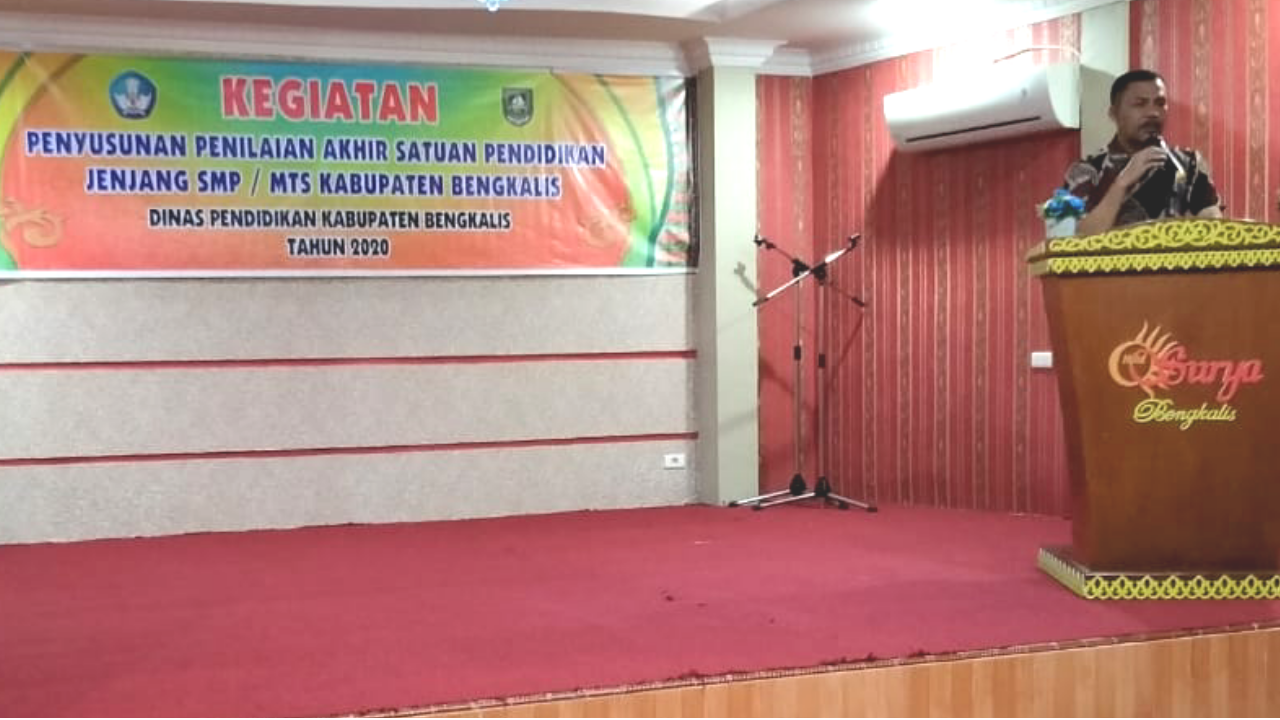 KEGIATAN
PENYUSUNAN PENILAIAN AKHIR SATUAN PENDIDIKAN
JENJANG SMP / MTS KABUPATEN BENGKALIS
DINAS PENDIDIKAN KABUPATEN BENGKALIS
TAHUN 2020
Surya
Bengkalis